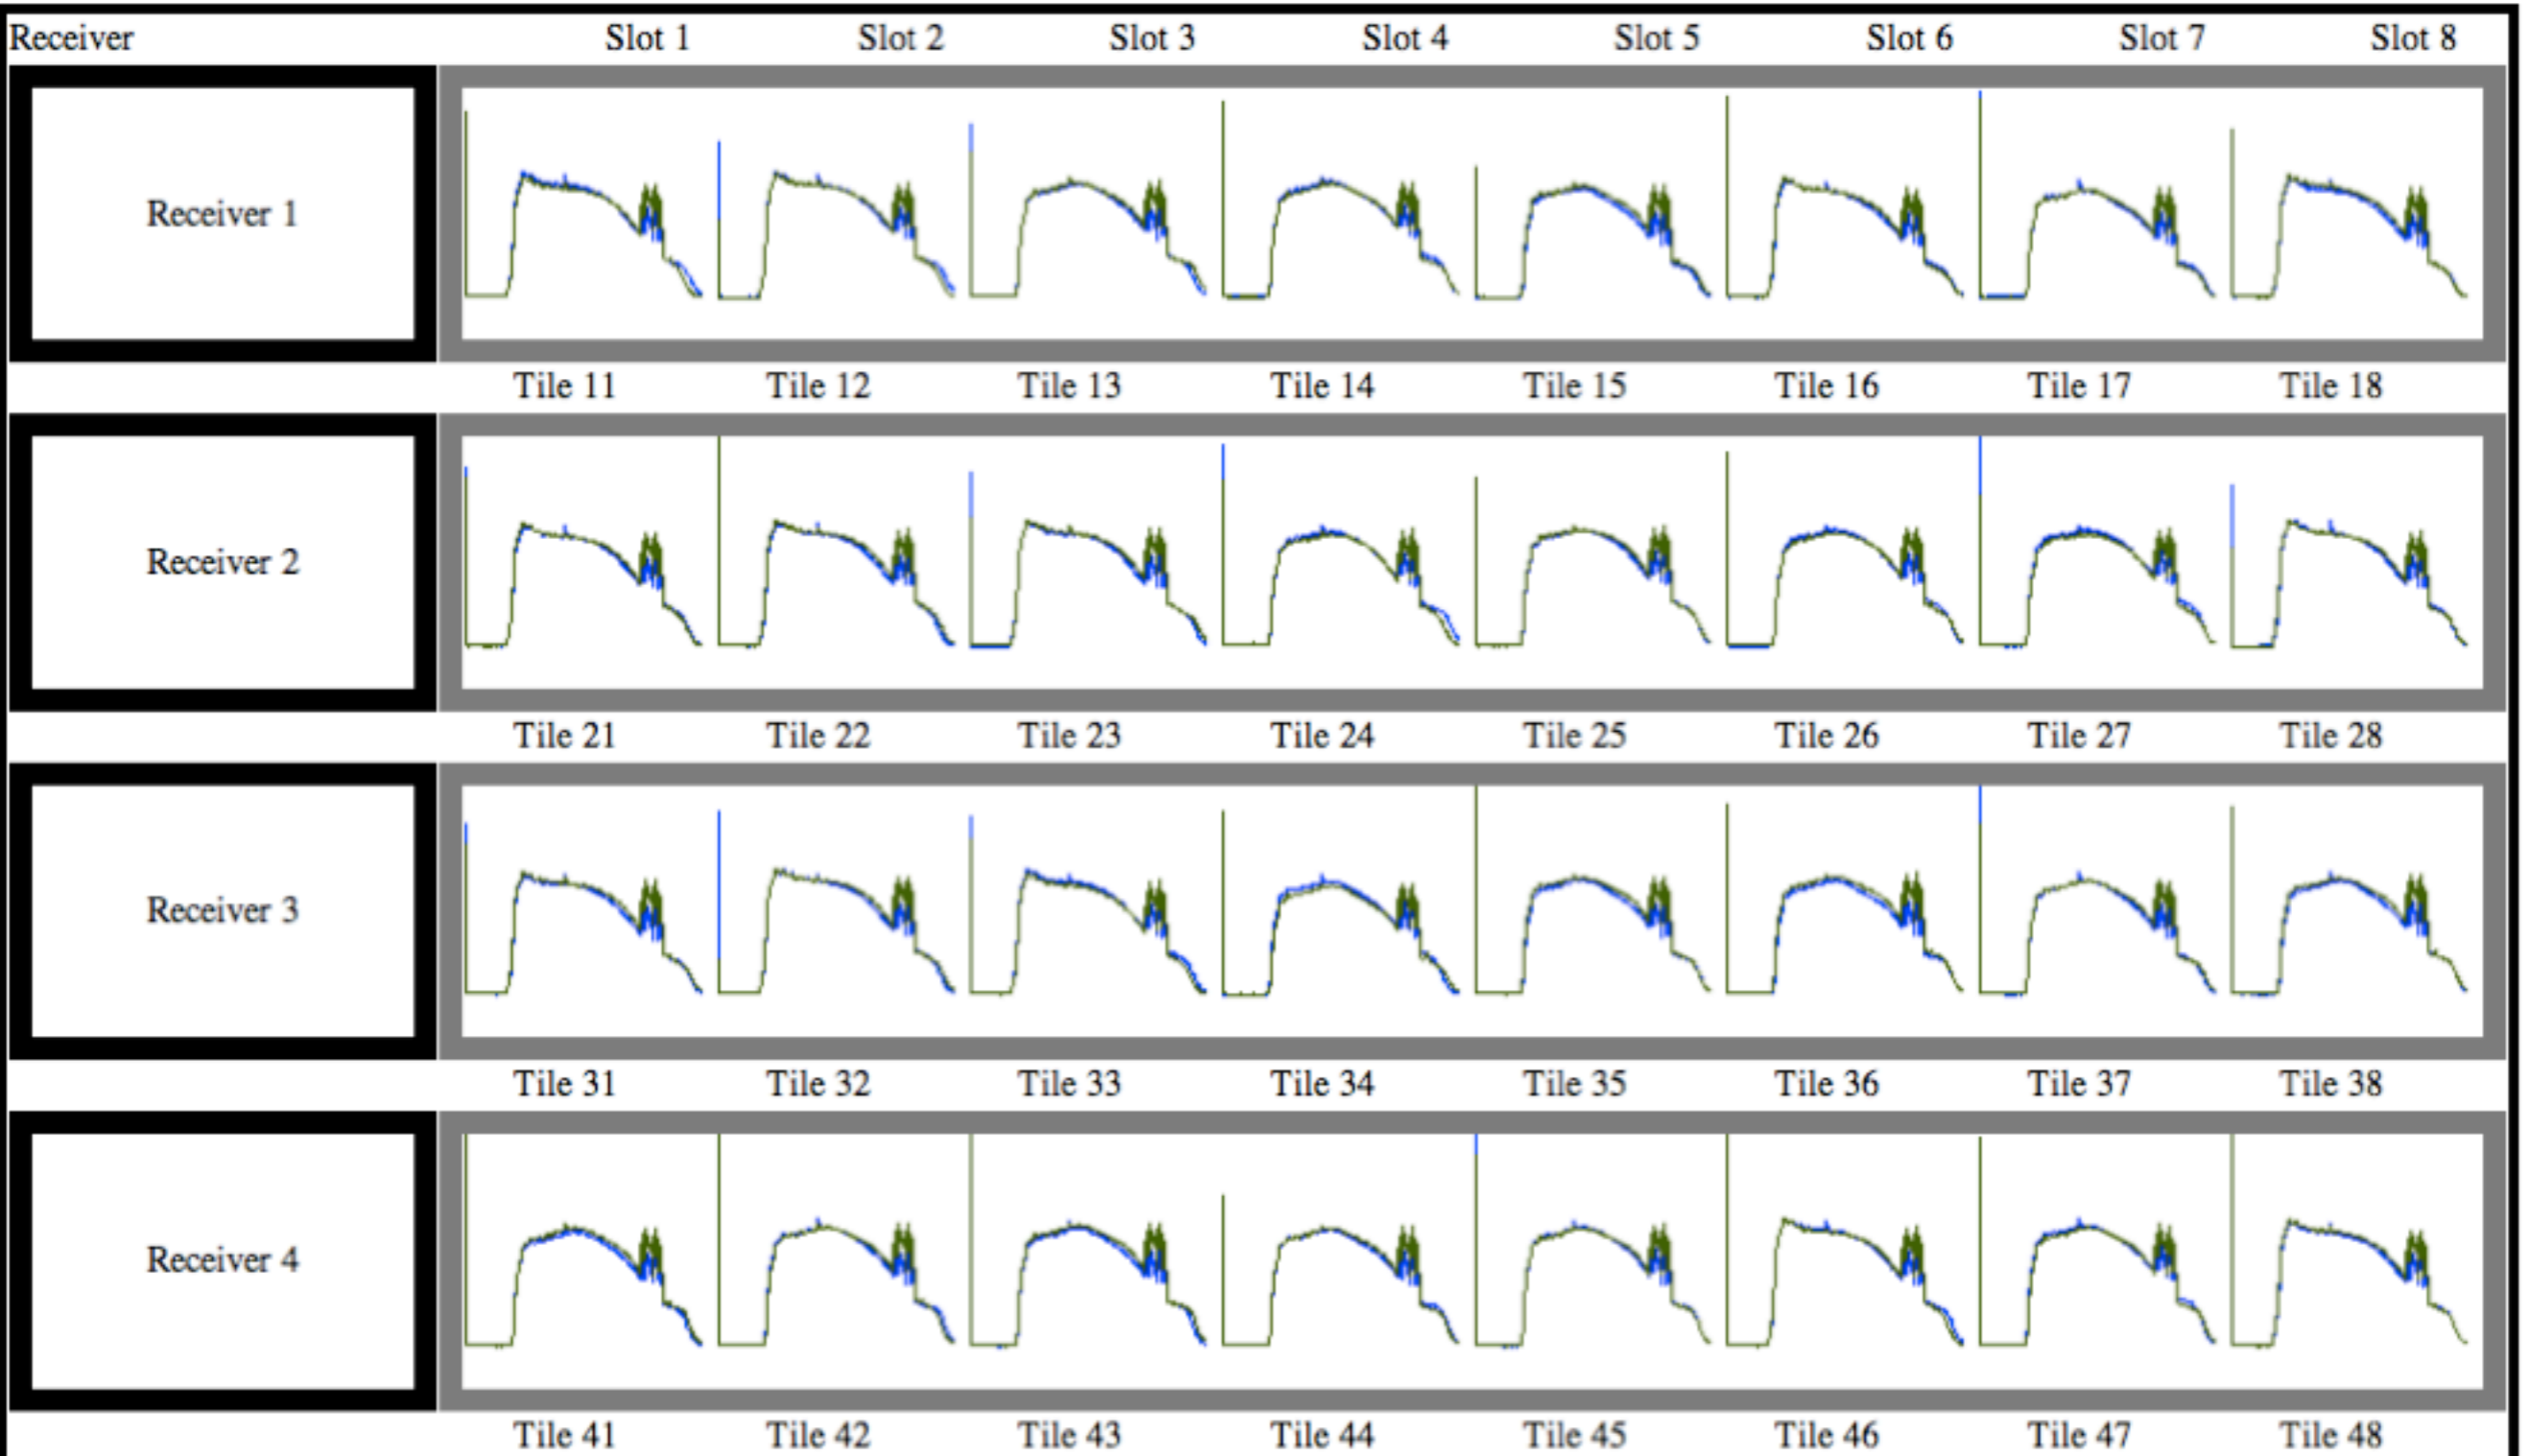 Receiver Slot 1 Slot 2 Slot 3 Slot 4 Slot 5 Slot 6 Slot 7 Slot 8
Receiver 1
Tile 11 Tile 12 Tile 13 Tile 14 Tile 15 Tile 16 Tile 17 Tile 18
Receiver 2
Tile 21 Tile 22 Tile 23 Tile 24 Tile 25 Tile 26 Tile 27 Tile 28
Receiver 3
Tile 31 Tile 32 Tile 33 Tile 34 Tile 35 Tile 36 Tile 37 Tile 38
Receiver 4
Tile 41 Tile 42 Tile 43 Tile 44 Tile 45 Tile 46 Tile 47 Tile 48